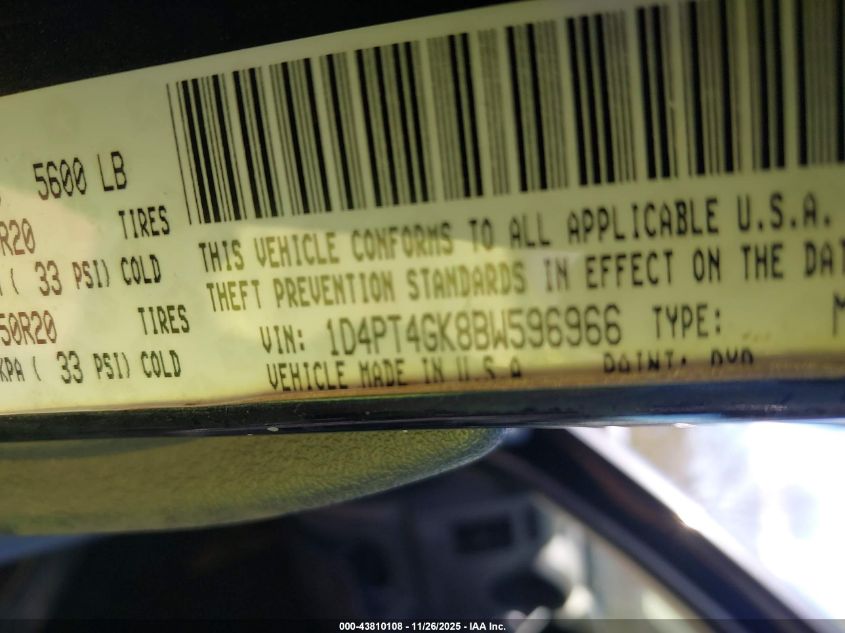 5600 LB
R20 TIRES
( 33 PSI) COLD
50R20 TIRES
KPA ( 33 PSI) COLD
THIS VEHICLE CONFORMS TO ALL APPLICABLE U.S.A.
THEFT PREVENTION STANDARDS IN EFFECT ON THE DAT
VIN: 1D4PT4GK8BW596966 TYPE: M
VEHICLE MADE IN U.S.A
PAINT:
000-43810108 - 11/26/2025 - IAA Inc.